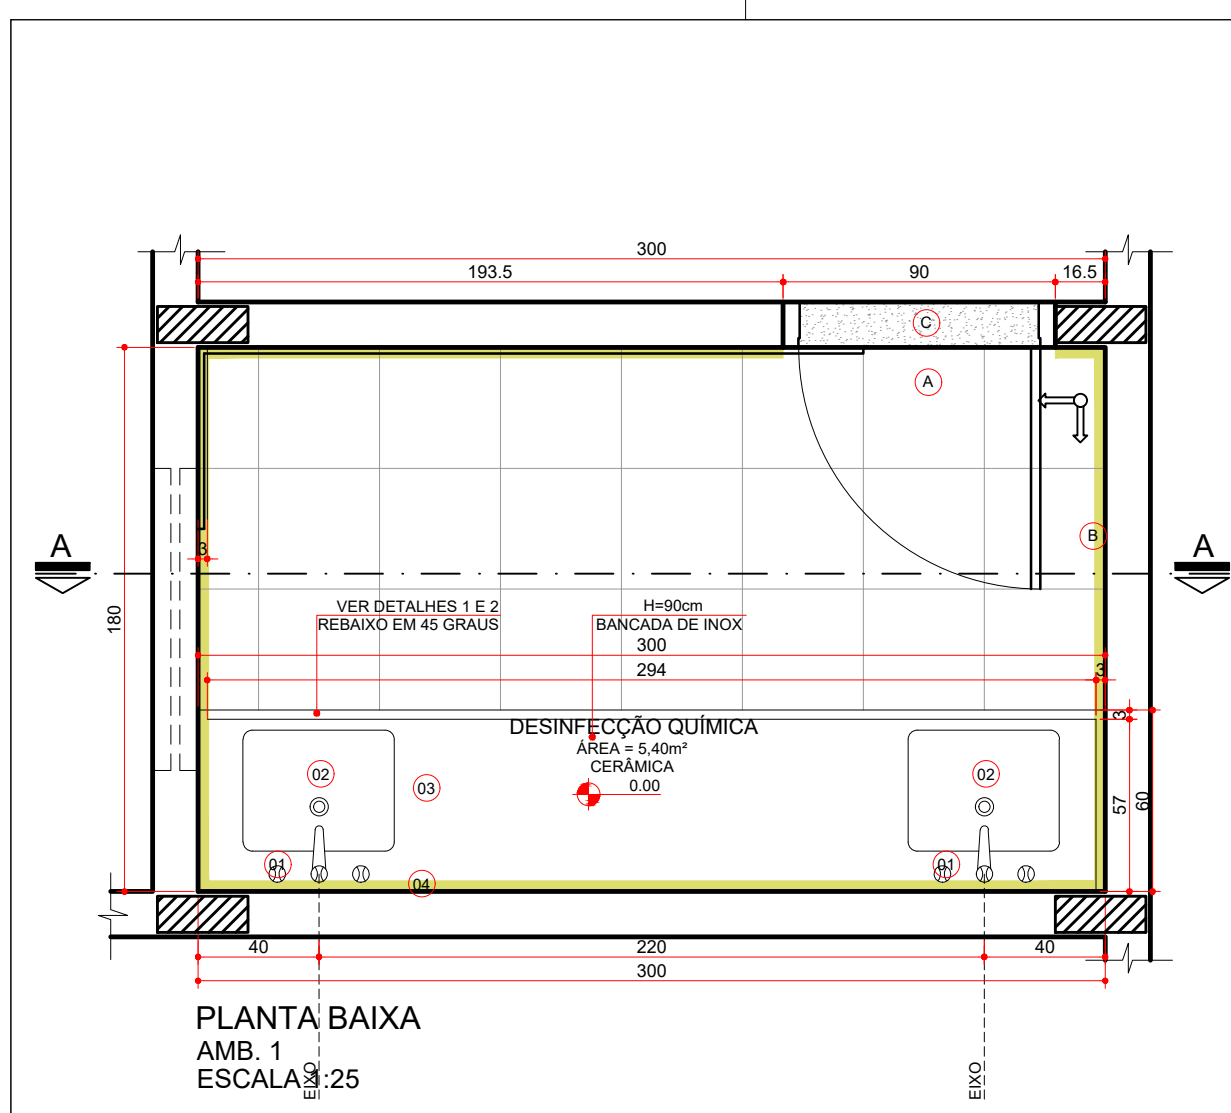 300
193.5
90
16.5
C
A
B
3
A
A
180
VER DETALHES 1 E 2
REBAIXO EM 45 GRAUS
H=90cm
BANCADA DE INOX
300
294
3
3
DESINFECÇÃO QUÍMICA
ÁREA = 5,40m²
CERÂMICA
0.00
02
03
02
57
60
01
04
01
40
220
40
300
PLANTA BAIXA
AMB. 1
ESCALA 1:25
EIXO
EIXO